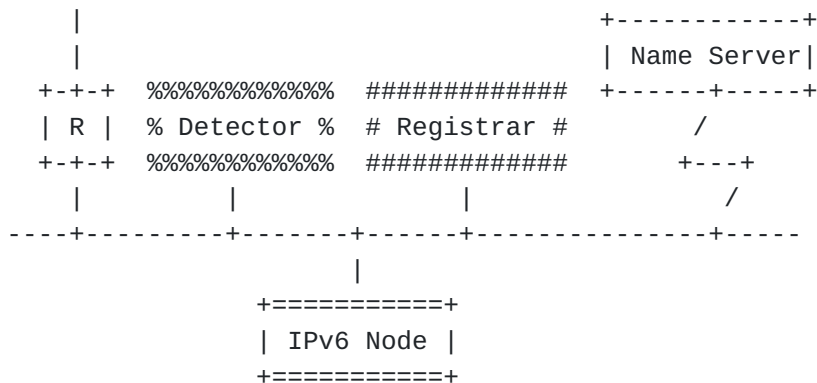 |                                  +------------+
|                                  | Name Server|
+-+-+  %%%%%%%%%%%%  #############  +------+-----+
| R |  % Detector %  # Registrar #        /
+-+-+  %%%%%%%%%%%%  #############       +---+
|         |              |                /
----+---------+-------+------+---------------+-----
|
+===========+
| IPv6 Node |
+===========+